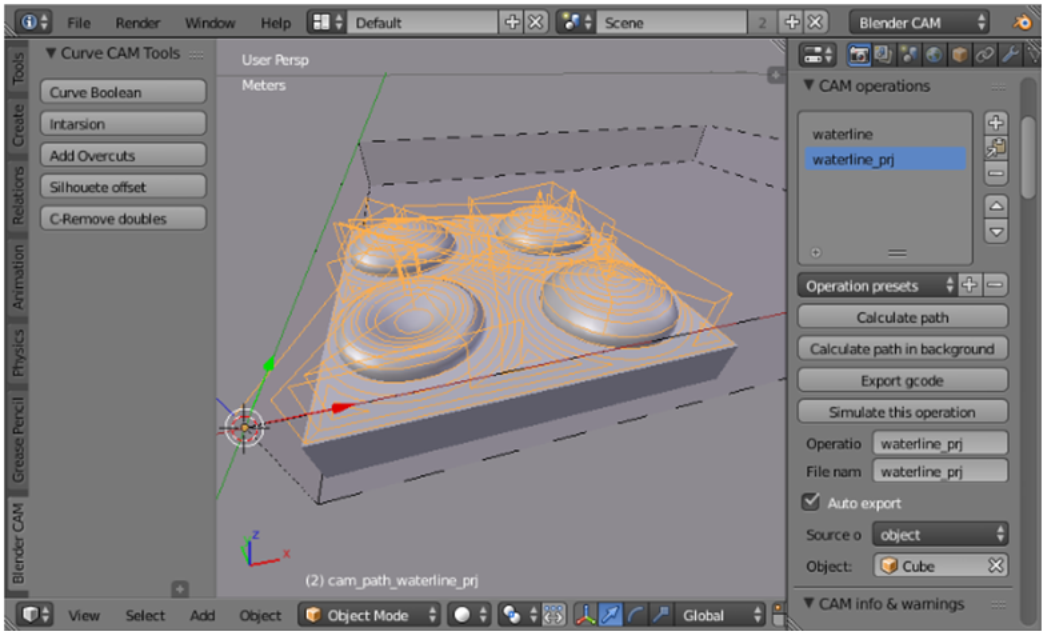 File Render Window Help Default Scene 2 Blender CAM
Tools
Create
Relations
Animation
Physics
Grease Pencil
Blender CAM
Curve CAM Tools
Curve Boolean
Intarsion
Add Overcuts
Silhouete offset
C-Remove doubles
User Persp
Meters
z
x
(2) cam_path_waterline_prj
CAM operations
waterline
waterline_prj
Operation presets
Calculate path
Calculate path in background
Export gcode
Simulate this operation
Operatio waterline_prj
File nam waterline_prj
Auto export
Source o object
Object: Cube
CAM info & warnings
View Select Add Object Object Mode Global